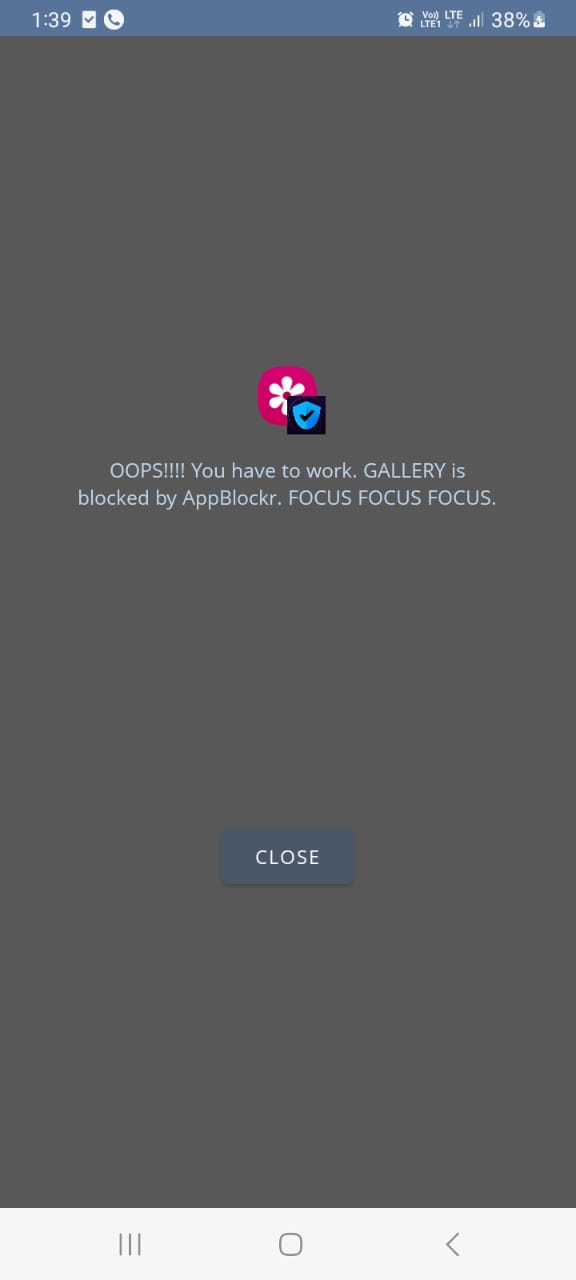 1:39
Vo) LTE
LTE1
38%
OOPS!!!! You have to work. GALLERY is
blocked by AppBlockr. FOCUS FOCUS FOCUS.
CLOSE